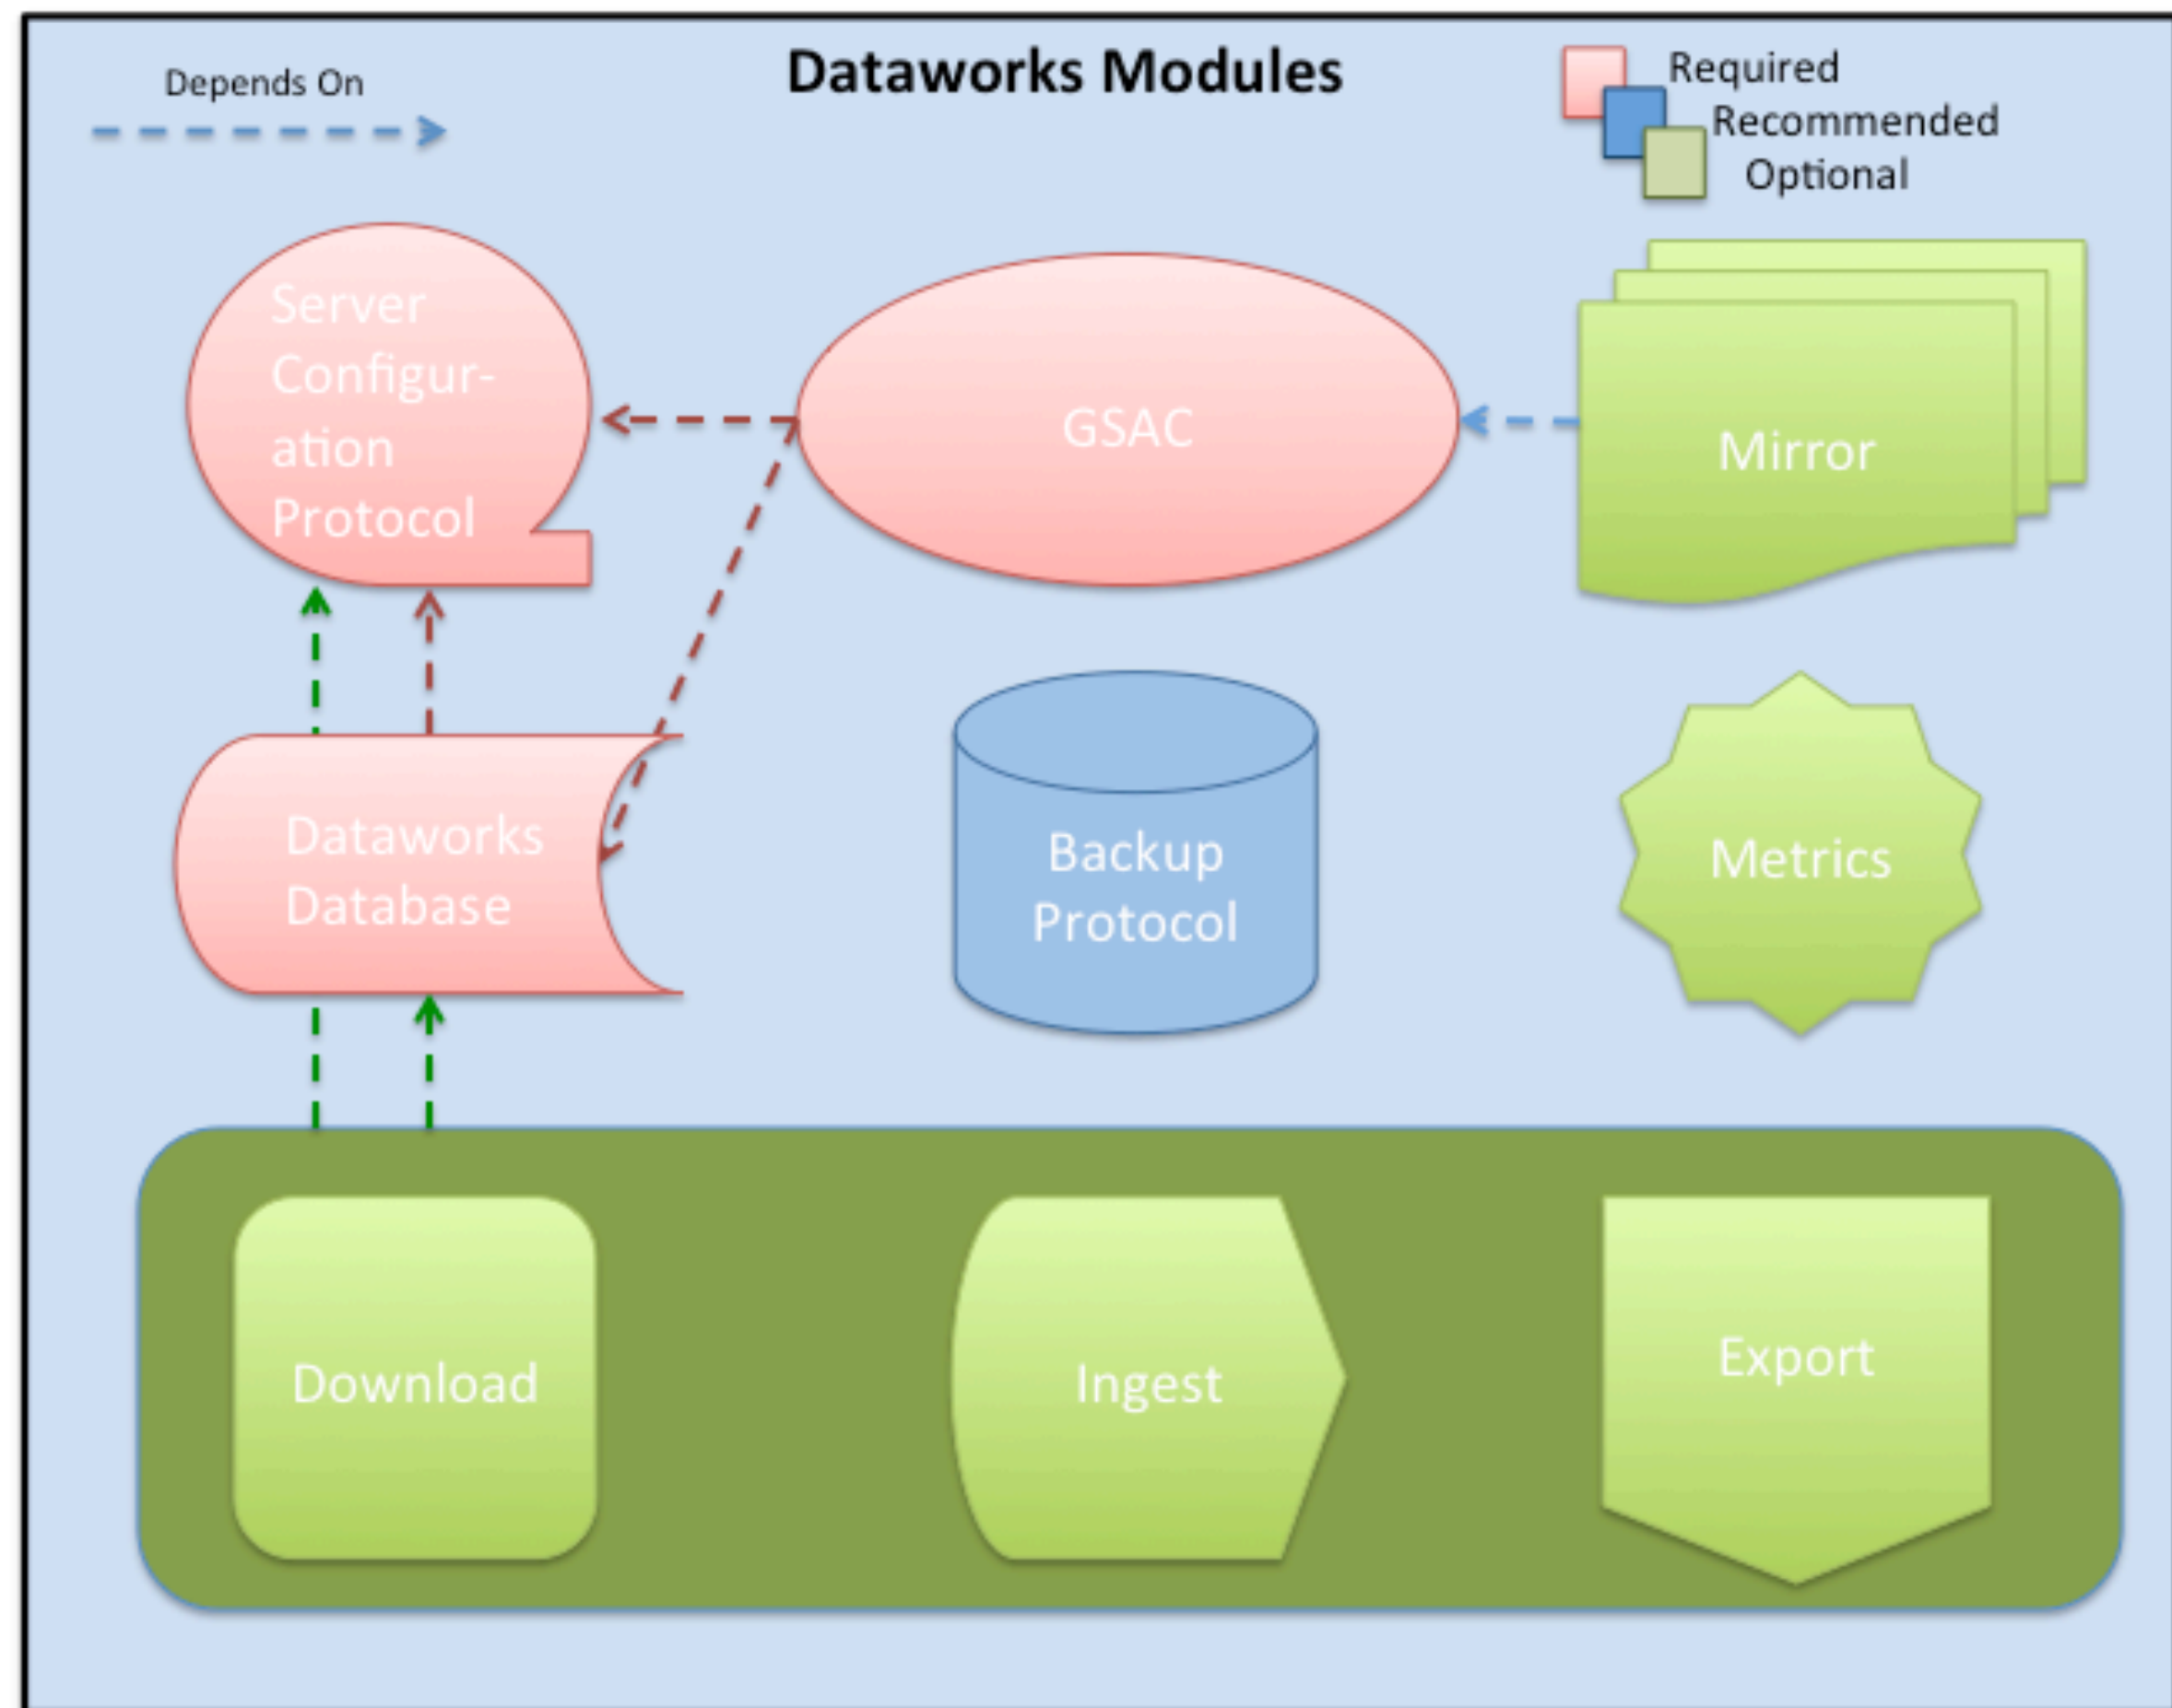 Dataworks Modules
Depends On
Required
Recommended
Optional
Server
Configur-
ation
Protocol
GSAC
Mirror
Dataworks
Database
Backup
Protocol
Metrics
Download
Ingest
Export